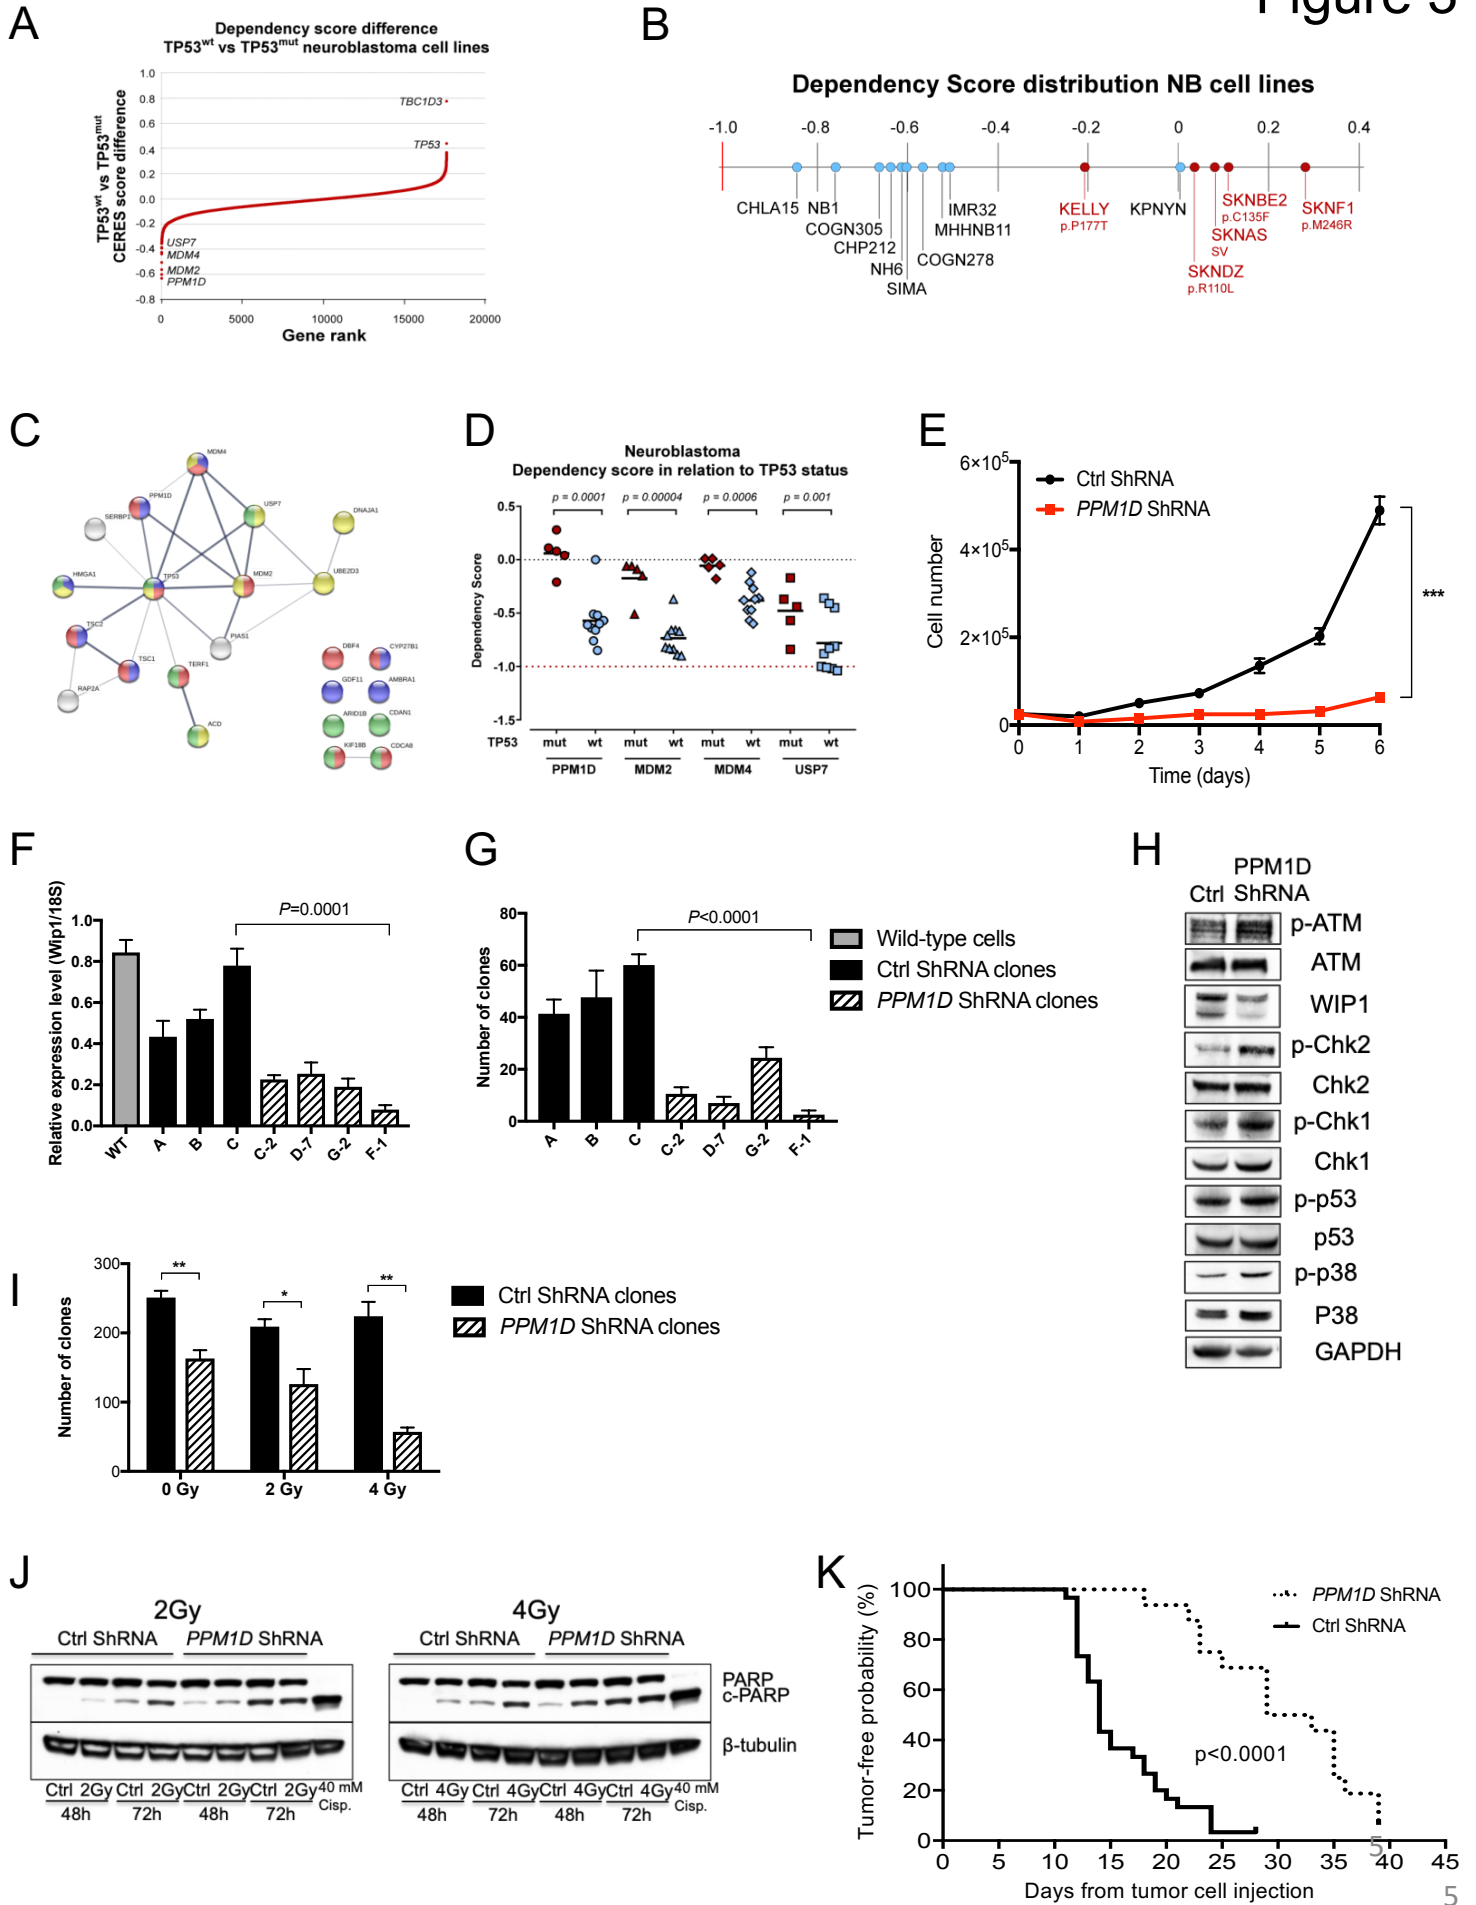 Figure 5
A
Dependency score difference
TP53wt vs TP53mut neuroblastoma cell lines
TP53wt vs TP53mut
CERES score difference
1.0
0.8
0.6
0.4
0.2
0.0
-0.2
-0.4
-0.6
-0.8
TBC1D3
TP53
USP7
MDM4
MDM2
PPM1D
0 5000 10000 15000 20000
Gene rank
B
Dependency Score distribution NB cell lines
-1.0 -0.8 -0.6 -0.4 -0.2 0 0.2 0.4
CHLA15 NB1
COGN305
CHP212
NH6
SIMA
COGN278
IMR32
MHHNB11
KELLY
p.P177T
KPNYN
SKNBE2
p.C135F
SKNAS
SV
SKNDZ
p.R110L
SKNF1
p.M246R
C
MDM4
PPM1D
USP7
SERBP1
DNAJA1
HMGA1
TP53
MDM2
UBE2D3
TSC2
PIAS1
TSC1
TERF1
RAP2A
ACD
DBF4
CYP27B1
GDF11
AMBRA1
ARID1B
CDAN1
KIF18B
CDCA8
D
Neuroblastoma
Dependency score in relation to TP53 status
p = 0.0001 p = 0.00004 p = 0.0006 p = 0.001
Dependency Score
0.5
0.0
-0.5
-1.0
-1.5
TP53 mut wt mut wt mut wt mut wt
PPM1D MDM2 MDM4 USP7
E
Cell number
6×10⁵
4×10⁵
2×10⁵
0
Ctrl ShRNA
PPM1D ShRNA
***
0 1 2 3 4 5 6
Time (days)
F
Relative expression level (Wip1/18S)
1.0
0.8
0.6
0.4
0.2
0.0
P=0.0001
WT A B C C-2 D-7 G-2 F-1
G
Number of clones
80
60
40
20
0
P<0.0001
A B C C-2 D-7 G-2 F-1
Wild-type cells
Ctrl ShRNA clones
PPM1D ShRNA clones
H
PPM1D
Ctrl ShRNA
p-ATM
ATM
WIP1
p-Chk2
Chk2
p-Chk1
Chk1
p-p53
p53
p-p38
P38
GAPDH
I
Number of clones
300
200
100
0
** * **
0 Gy 2 Gy 4 Gy
Ctrl ShRNA clones
PPM1D ShRNA clones
J
2Gy
Ctrl ShRNA PPM1D ShRNA
Ctrl 2Gy Ctrl 2Gy Ctrl 2Gy Ctrl 2Gy 40 mM
Cisp.
48h 72h 48h 72h
4Gy
Ctrl ShRNA PPM1D ShRNA
PARP
c-PARP
β-tubulin
Ctrl 4Gy Ctrl 4Gy Ctrl 4Gy Ctrl 4Gy 40 mM
Cisp.
48h 72h 48h 72h
K
Tumor-free probability (%)
100
80
60
40
20
0
PPM1D ShRNA
Ctrl ShRNA
p<0.0001
0 5 10 15 20 25 30 35 40 45
Days from tumor cell injection
5
5